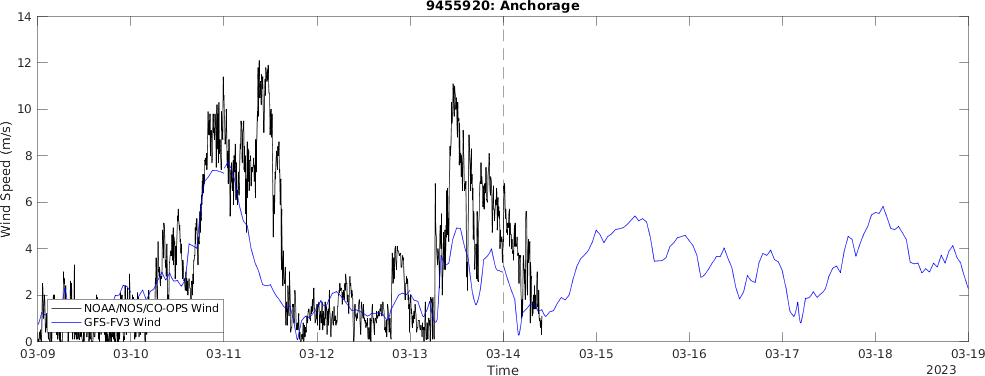 9455920: Anchorage
14
12
10
8
6
4
2
0
Wind Speed (m/s)
NOAA/NOS/CO-OPS Wind
GFS-FV3 Wind
03-09 03-10 03-11 03-12 03-13 03-14 03-15 03-16 03-17 03-18 03-19
Time
2023